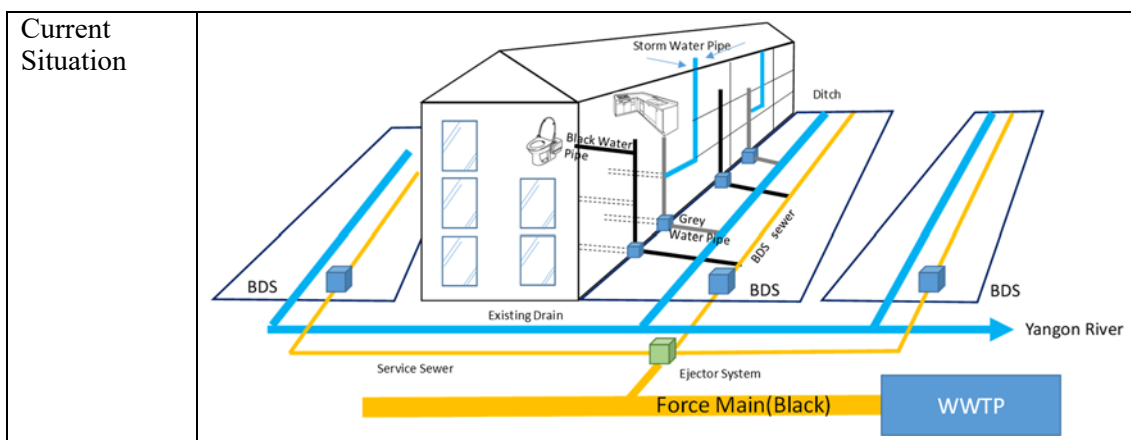 Current
Situation
Storm Water Pipe
Ditch
Black Water
Pipe
Grey
Water Pipe
BDS sewer
BDS
BDS
BDS
Existing Drain
Yangon River
Service Sewer
Ejector System
Force Main(Black)
WWTP